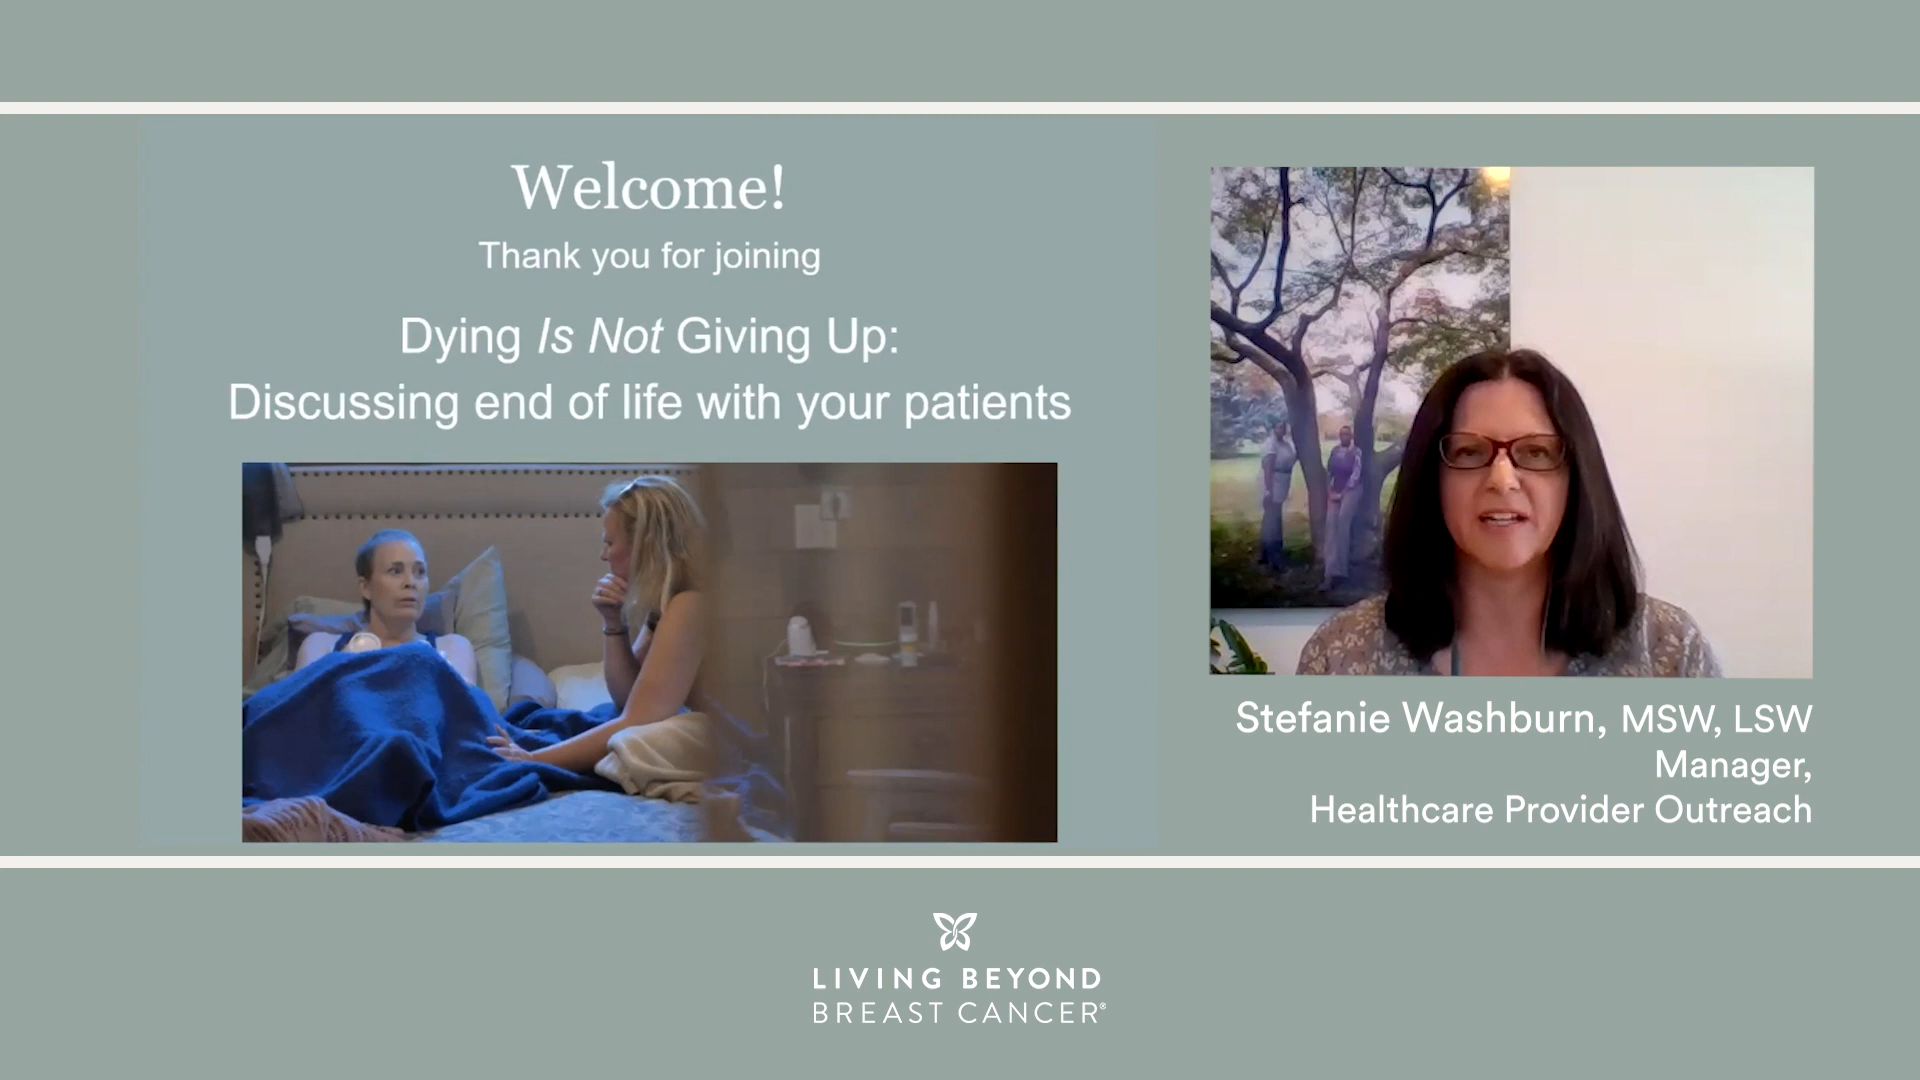 Welcome!
Thank you for joining
Dying Is Not Giving Up:
Discussing end of life with your patients
Stefanie Washburn, MSW, LSW
Manager,
Healthcare Provider Outreach
LIVING BEYOND
BREAST CANCER®